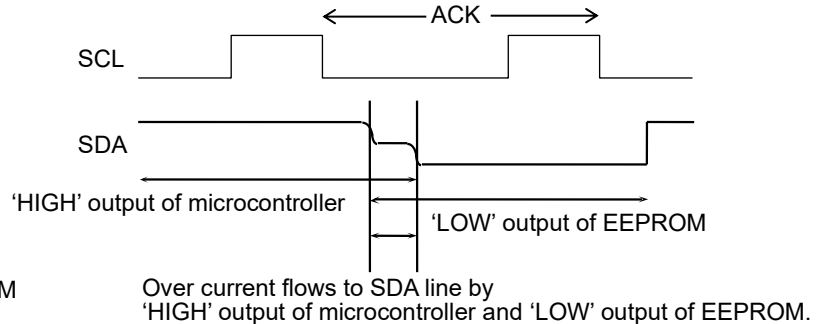 ACK
SCL
SDA
‘HIGH’ output of microcontroller
‘LOW’ output of EEPROM
Over current flows to SDA line by
‘HIGH’ output of microcontroller and ‘LOW’ output of EEPROM.